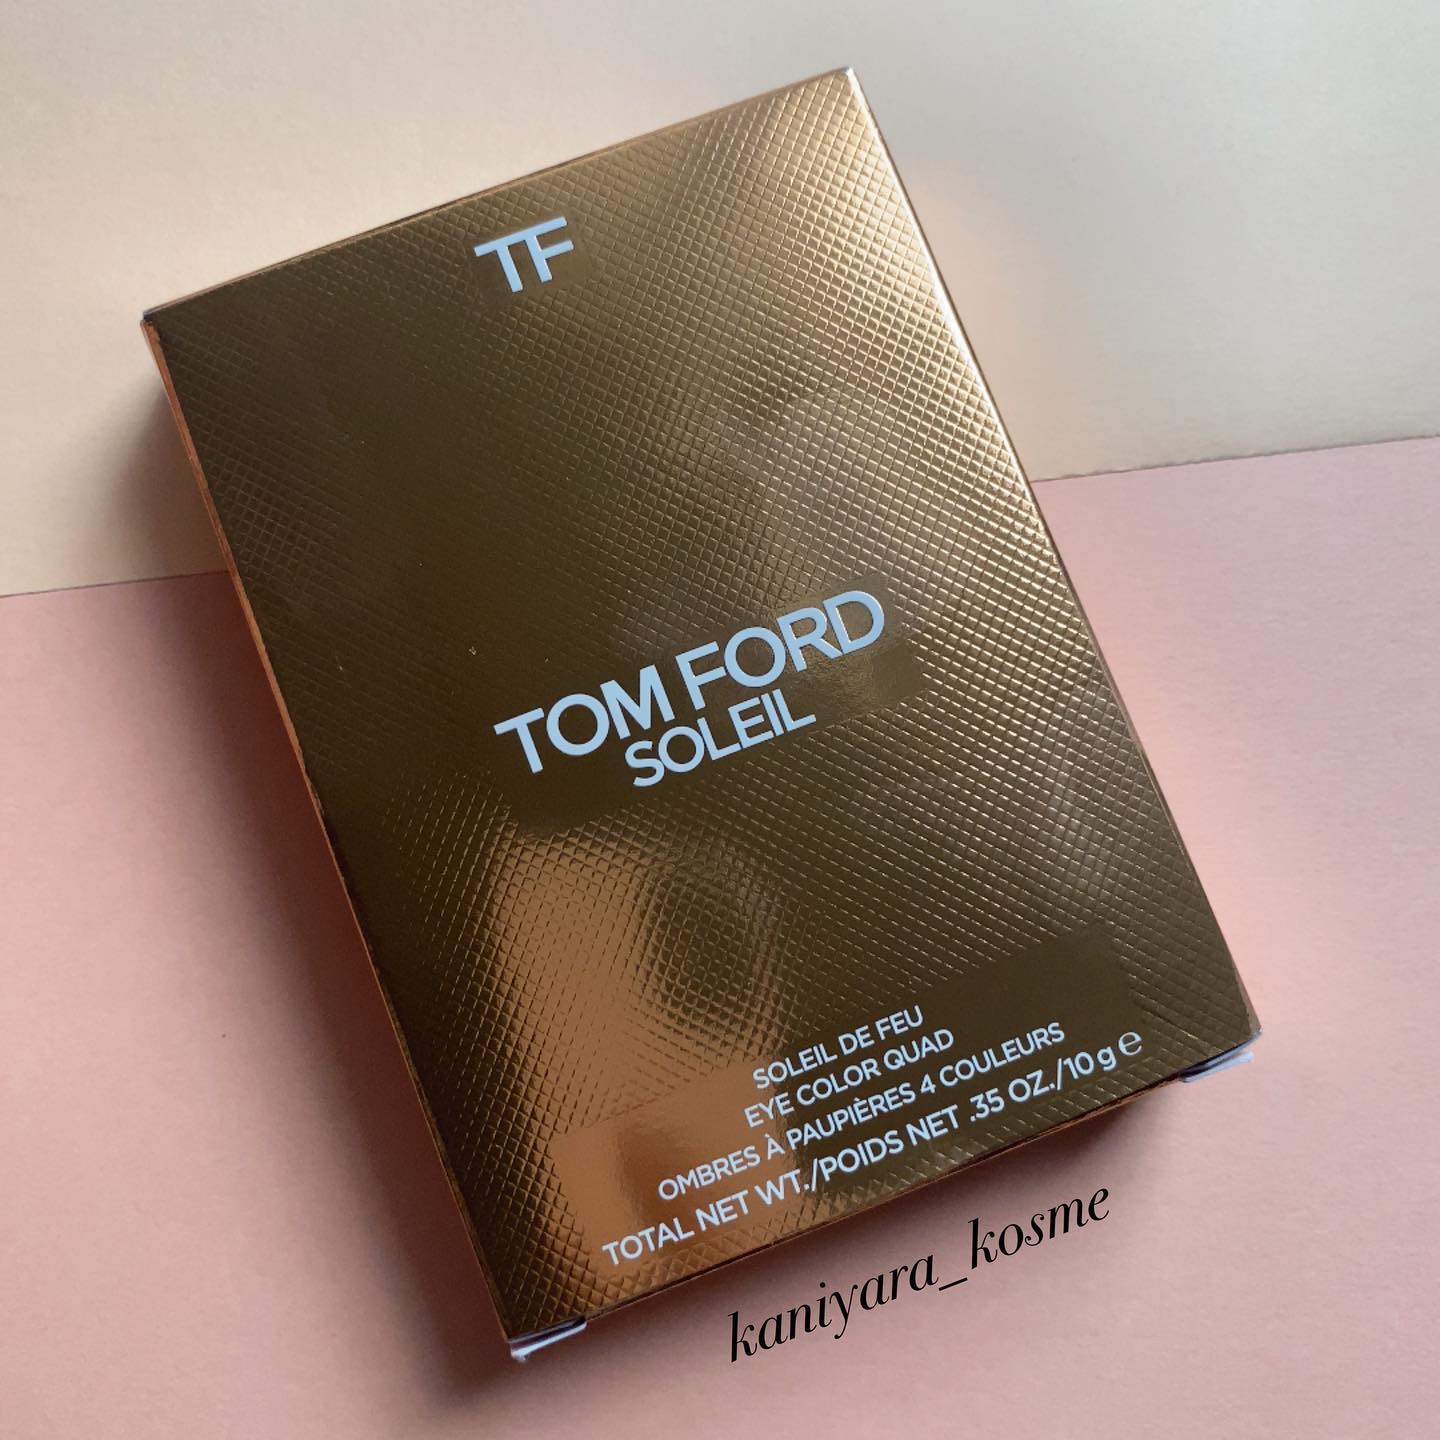 TF
TOM FORD
SOLEIL
SOLEIL DE FEU
EYE COLOR QUAD
OMBRES À PAUPIÈRES 4 COULEURS
TOTAL NET WT./POIDS NET .35 OZ./10 g ℮
kaniyara_kosme